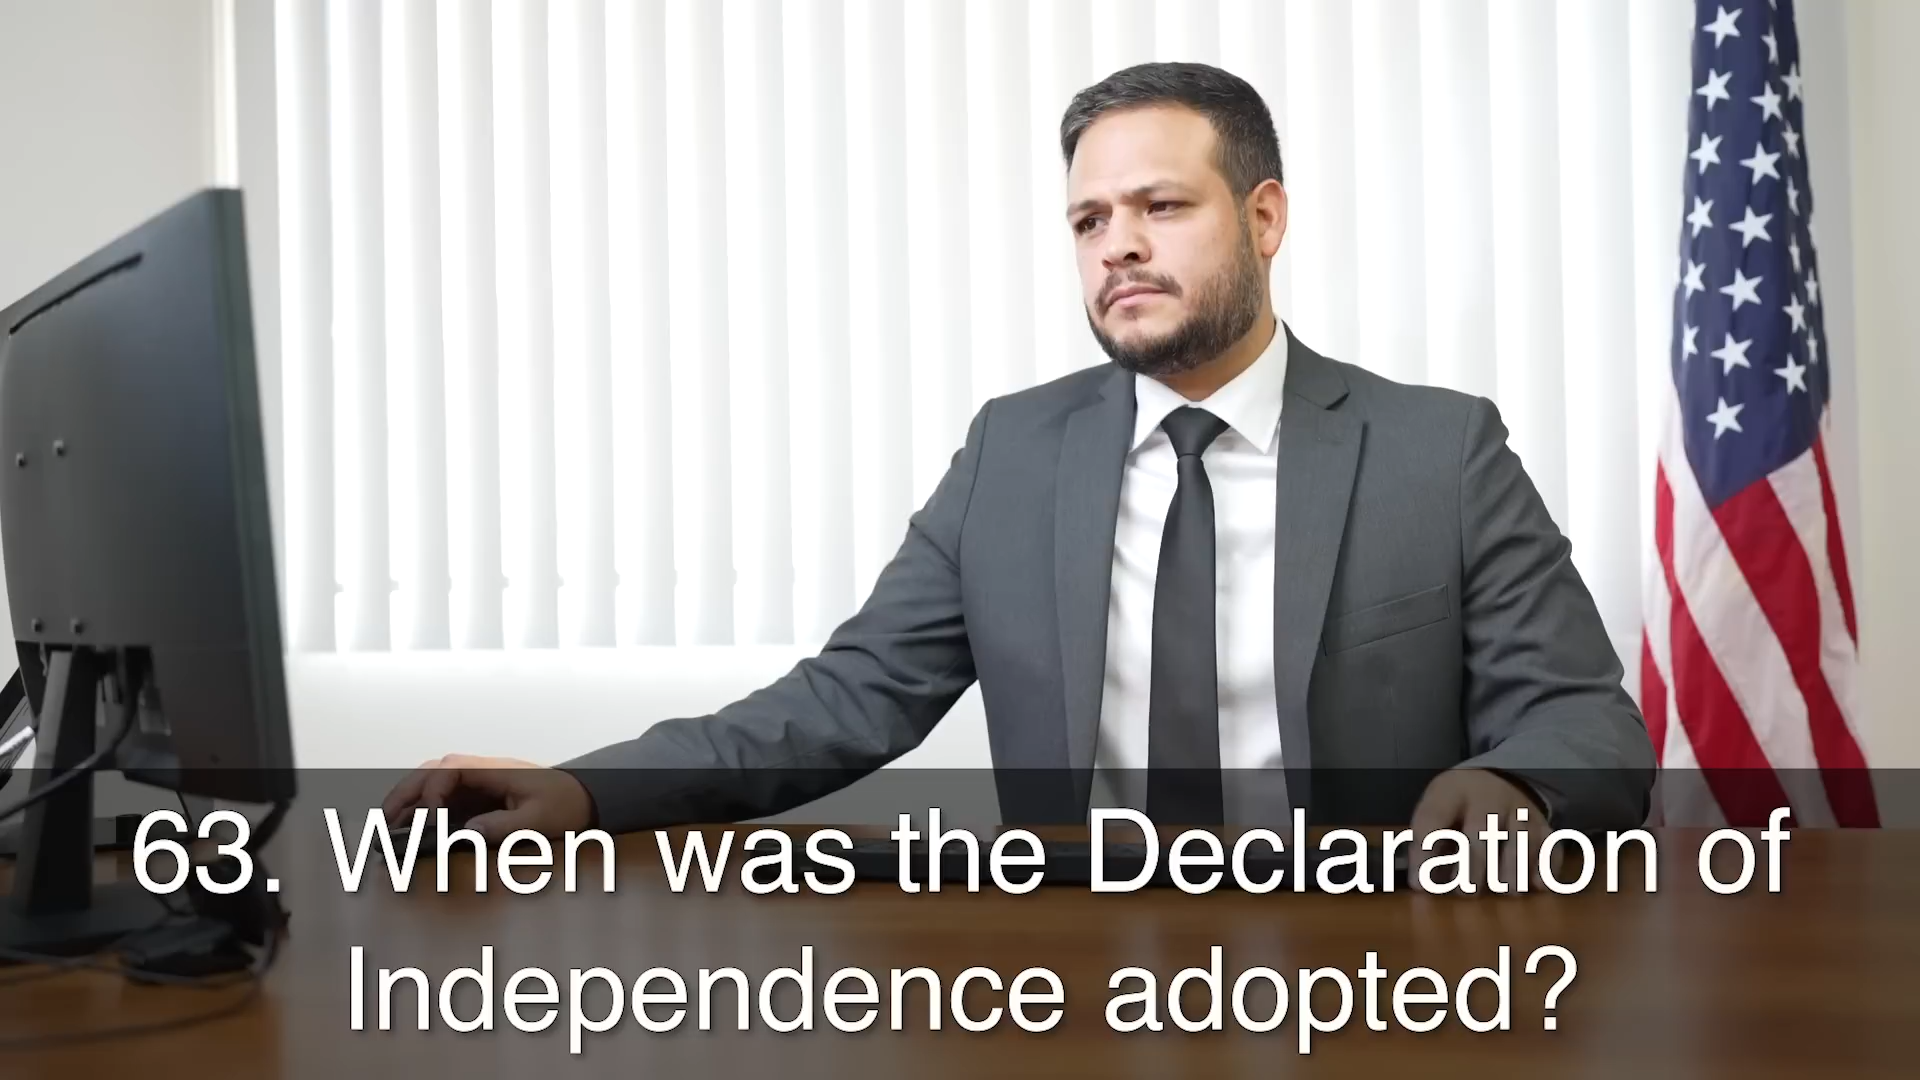 63. When was the Declaration of
Independence adopted?